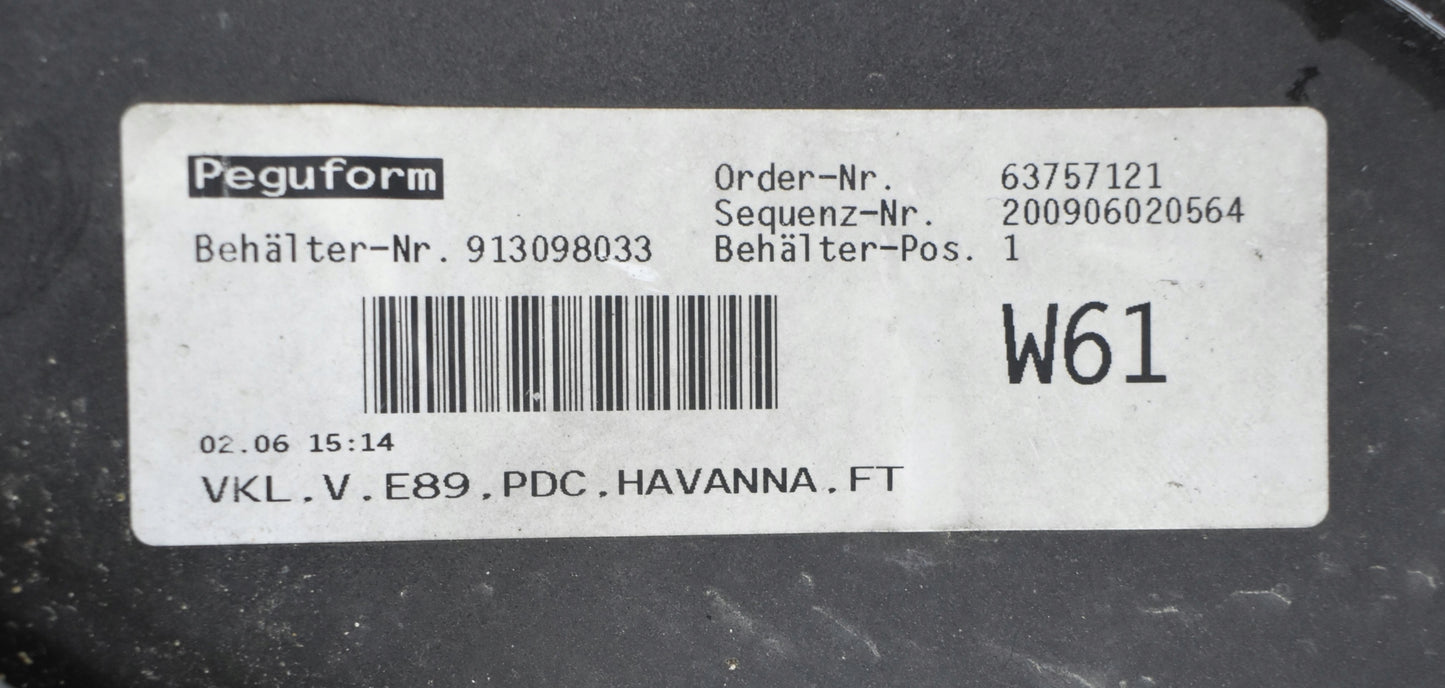 Peguform
Order-Nr. 63757121
Sequenz-Nr. 200906020564
Behälter-Nr. 913098033 Behälter-Pos. 1
W61
02.06 15:14
VKL.V.E89.PDC.HAVANNA.FT